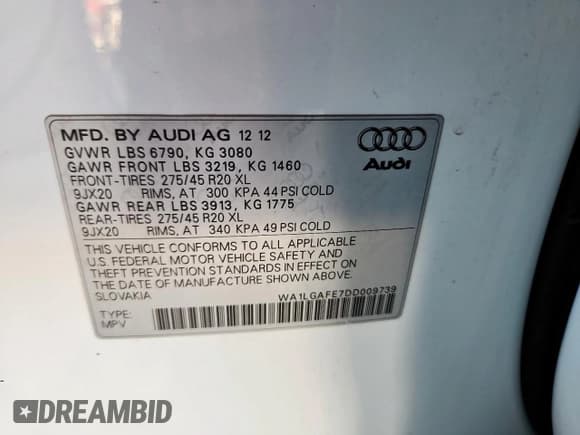 MFD. BY AUDI AG 12 12
GVWR LBS 6790, KG 3080
GAWR FRONT LBS 3219, KG 1460
FRONT-TIRES 275/45 R20 XL
9JX20 RIMS, AT 300 KPA 44 PSI COLD
GAWR REAR LBS 3913, KG 1775
REAR-TIRES 275/45 R20 XL
9JX20 RIMS, AT 340 KPA 49 PSI COLD
THIS VEHICLE CONFORMS TO ALL APPLICABLE
U.S. FEDERAL MOTOR VEHICLE SAFETY AND
THEFT PREVENTION STANDARDS IN EFFECT ON
THE DATE OF MANUFACTURE SHOWN ABOVE.
SLOVAKIA
WA1LGAFE7DD009739
TYPE:
MPV
Audi
DREAMBID